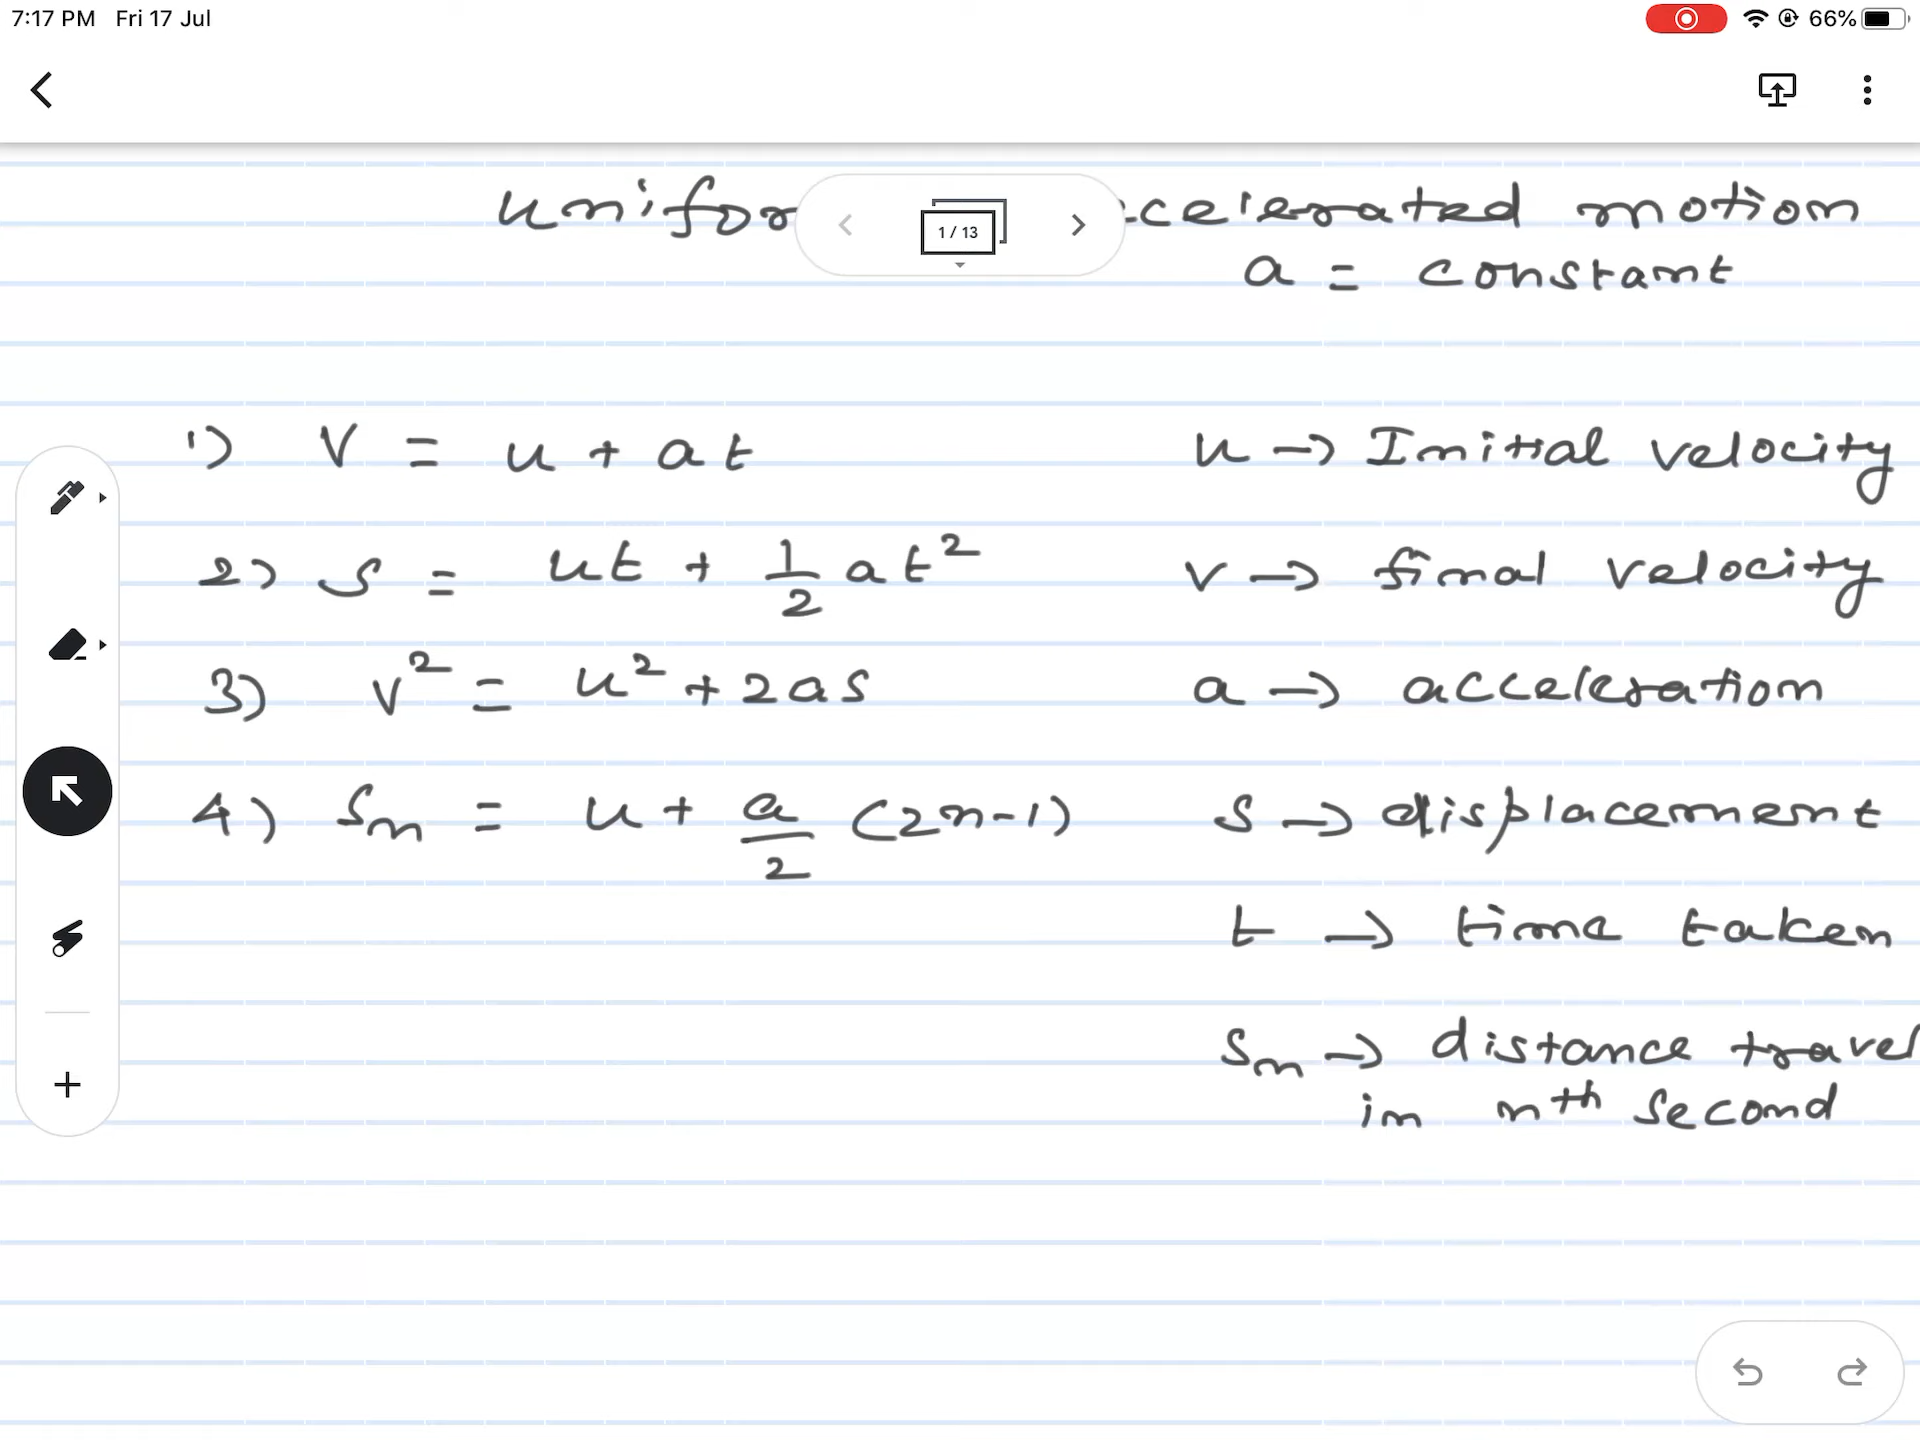 7:17 PM Fri 17 Jul 66%
unifor celerated motion
1 / 13
a = constant
1) v = u + at u → Initial velocity
2) s = ut + 1/2 at² v → final velocity
3) v² = u² + 2as a → acceleration
4) Sn = u + a/2 (2n-1) s → displacement
t → time taken
Sn → distance travel
in nth second